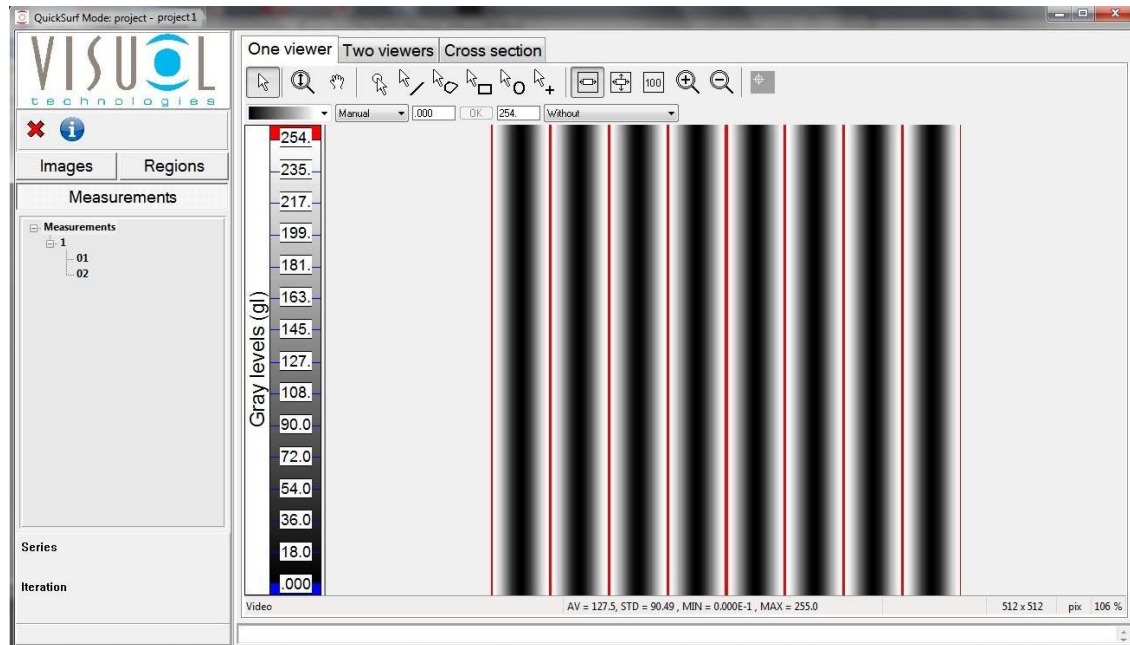 QuickSurf Mode: project - project1
VISUOL
technologies
Images Regions
Measurements
Measurements
1
01
02
Series
Iteration
One viewer Two viewers Cross section
100
Manual .000 OK 254. Without
Gray levels (gl)
254.
235.
217.
199.
181.
163.
145.
127.
108.
90.0
72.0
54.0
36.0
18.0
.000
Video AV = 127.5, STD = 90.49 , MIN = 0.000E-1 , MAX = 255.0 512 x 512 pix 106 %